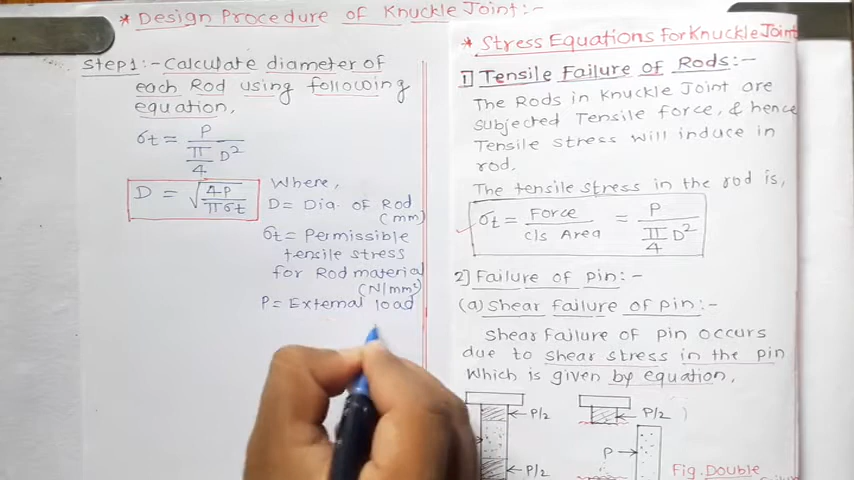 * Design Procedure of Knuckle Joint:-
Step1:- Calculate diameter of
each Rod using following
equation,
σt = P / (π/4 D²)
D = √(4P / πσt)
Where,
D = Dia. of Rod
(mm)
σt = Permissible
tensile stress
for Rod material
(N/mm²)
P = External load
* Stress Equations For Knuckle Joint
1] Tensile Failure of Rods:-
The Rods in Knuckle Joint are
subjected Tensile force, & hence
Tensile stress will induce in
rod.
The tensile stress in the rod is,
σt = Force / c/s Area = P / (π/4 D²)
2] Failure of pin:-
(a) Shear failure of pin:-
Shear Failure of pin occurs
due to shear stress in the pin
Which is given by equation,
P/2
P/2
P
P/2
Fig. Double